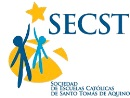 SECST
SOCIEDAD
DE ESCUELAS CATÓLICAS
DE SANTO TOMÁS DE AQUINO